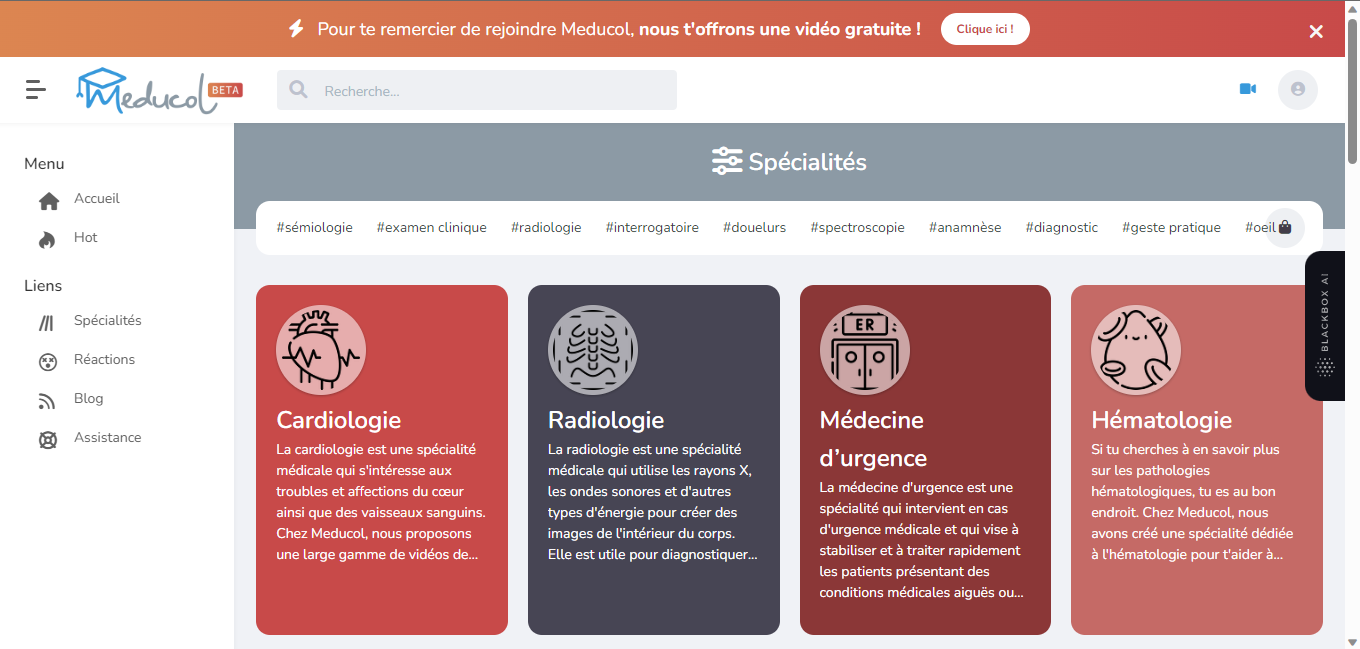 Pour te remercier de rejoindre Meducol, nous t'offrons une vidéo gratuite !
Clique ici !
Meducol BETA
Recherche...
Menu
Accueil
Hot
Liens
Spécialités
Réactions
Blog
Assistance
Spécialités
#sémiologie #examen clinique #radiologie #interrogatoire #douelurs #spectroscopie #anamnèse #diagnostic #geste pratique #oeil
ER
Cardiologie
La cardiologie est une spécialité
médicale qui s'intéresse aux
troubles et affections du cœur
ainsi que des vaisseaux sanguins.
Chez Meducol, nous proposons
une large gamme de vidéos de...
Radiologie
La radiologie est une spécialité
médicale qui utilise les rayons X,
les ondes sonores et d'autres
types d'énergie pour créer des
images de l'intérieur du corps.
Elle est utile pour diagnostiquer...
Médecine
d’urgence
La médecine d'urgence est une
spécialité qui intervient en cas
d'urgence médicale et qui vise à
stabiliser et à traiter rapidement
les patients présentant des
conditions médicales aiguës ou...
Hématologie
Si tu cherches à en savoir plus
sur les pathologies
hématologiques, tu es au bon
endroit. Chez Meducol, nous
avons créé une spécialité dédiée
à l'hématologie pour t'aider à...
BLACKBOX AI